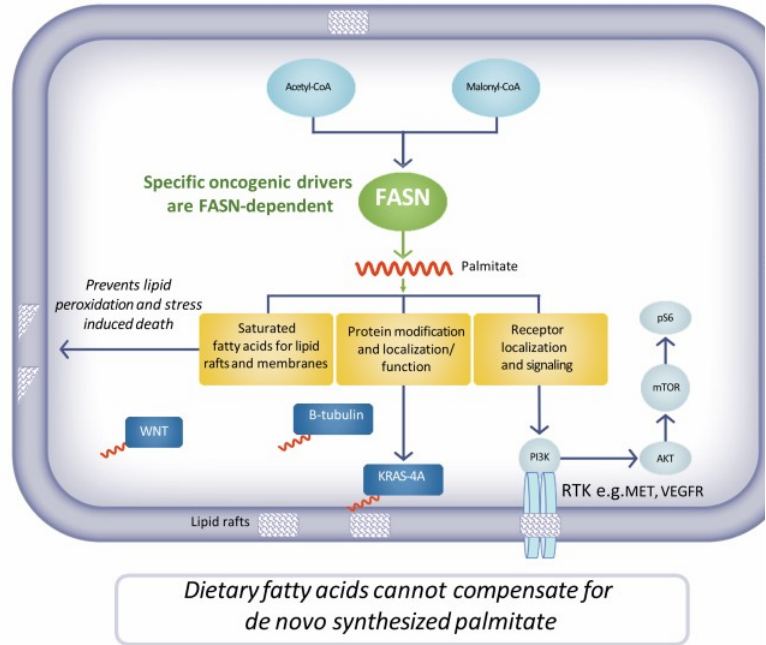 Acetyl-CoA
Malonyl-CoA
Specific oncogenic drivers
are FASN-dependent
FASN
Palmitate
Prevents lipid
peroxidation and stress
induced death
Saturated
fatty acids for lipid
rafts and membranes
Protein modification
and localization/
function
Receptor
localization
and signaling
pS6
mTOR
WNT
B-tubulin
KRAS-4A
PI3K
AKT
RTK e.g.MET, VEGFR
Lipid rafts
Dietary fatty acids cannot compensate for
de novo synthesized palmitate